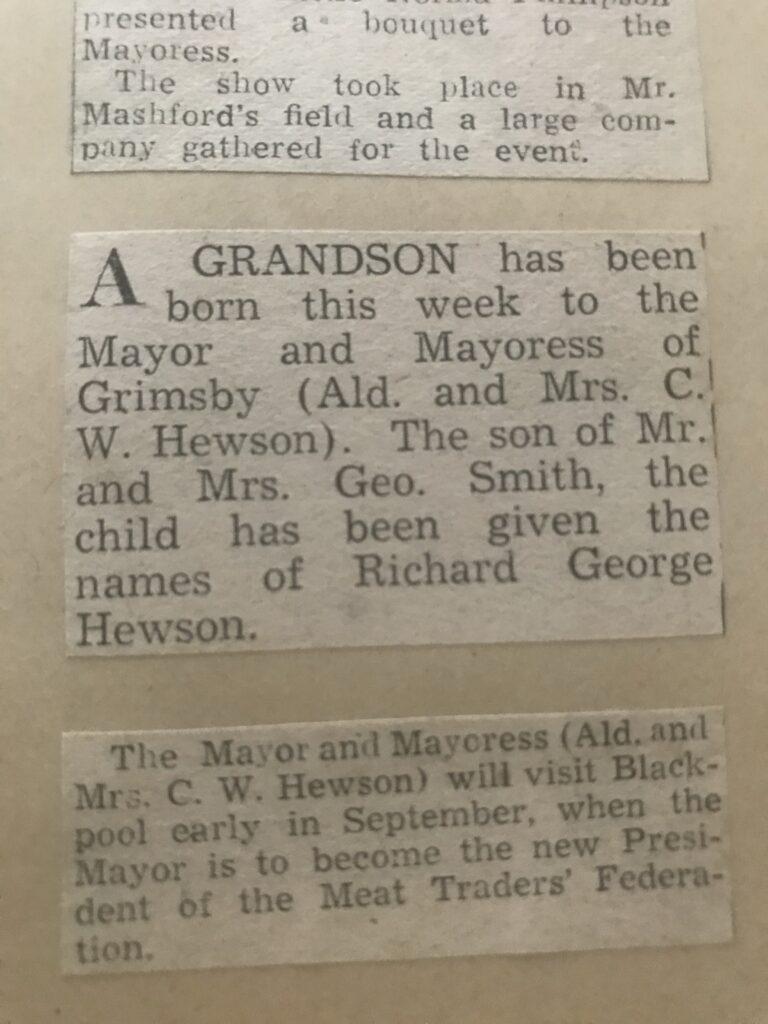 presented a bouquet to the
Mayoress.
The show took place in Mr.
Mashford's field and a large com-
pany gathered for the event.
A GRANDSON has been
born this week to the
Mayor and Mayoress of
Grimsby (Ald. and Mrs. C.
W. Hewson). The son of Mr.
and Mrs. Geo. Smith, the
child has been given the
names of Richard George
Hewson.
The Mayor and Mayoress (Ald. and
Mrs. C. W. Hewson) will visit Black-
pool early in September, when the
Mayor is to become the new Presi-
dent of the Meat Traders' Federa-
tion.